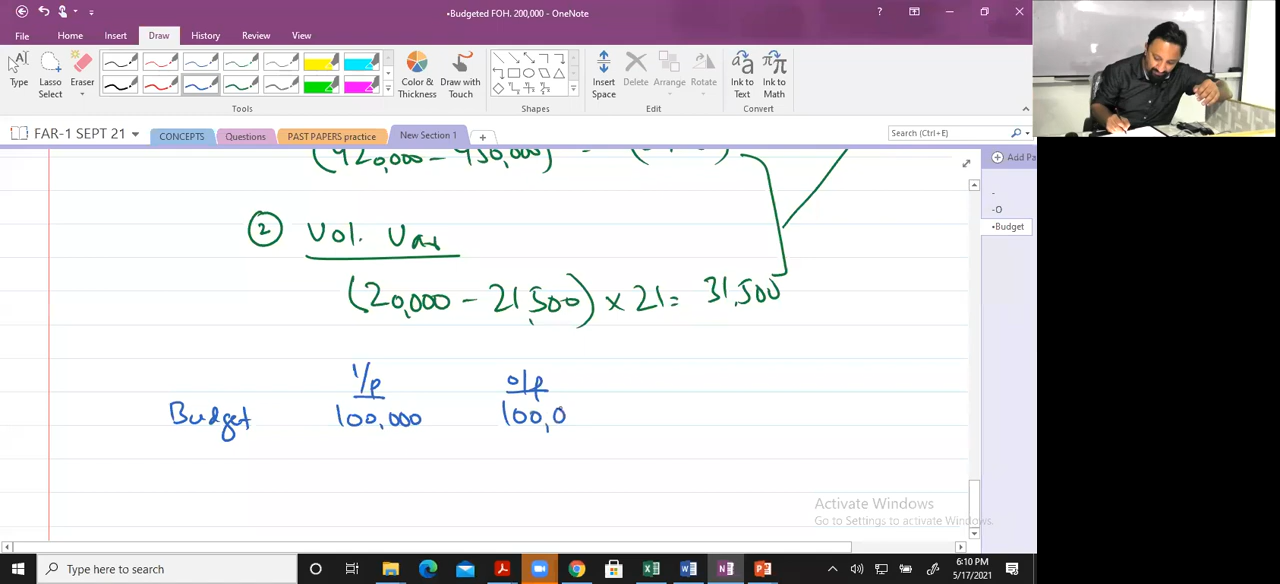 •Budgeted FOH. 200,000 - OneNote
File Home Insert Draw History Review View
Type
Lasso Select
Eraser
Color & Thickness
Draw with Touch
Insert Space
Delete
Arrange
Rotate
Ink to Text
Ink to Math
Tools Shapes Edit Convert
FAR-1 SEPT 21 CONCEPTS Questions PAST PAPERS practice New Section 1
Search (Ctrl+E)
Add Pa
-
-O
•Budget
② Vol. Var
(20,000 - 21,500) × 21 = 31,500
I/p o/p
Budget 100,000 100,0
Activate Windows
Go to Settings to activate Windows.
Type here to search
6:10 PM
5/17/2021